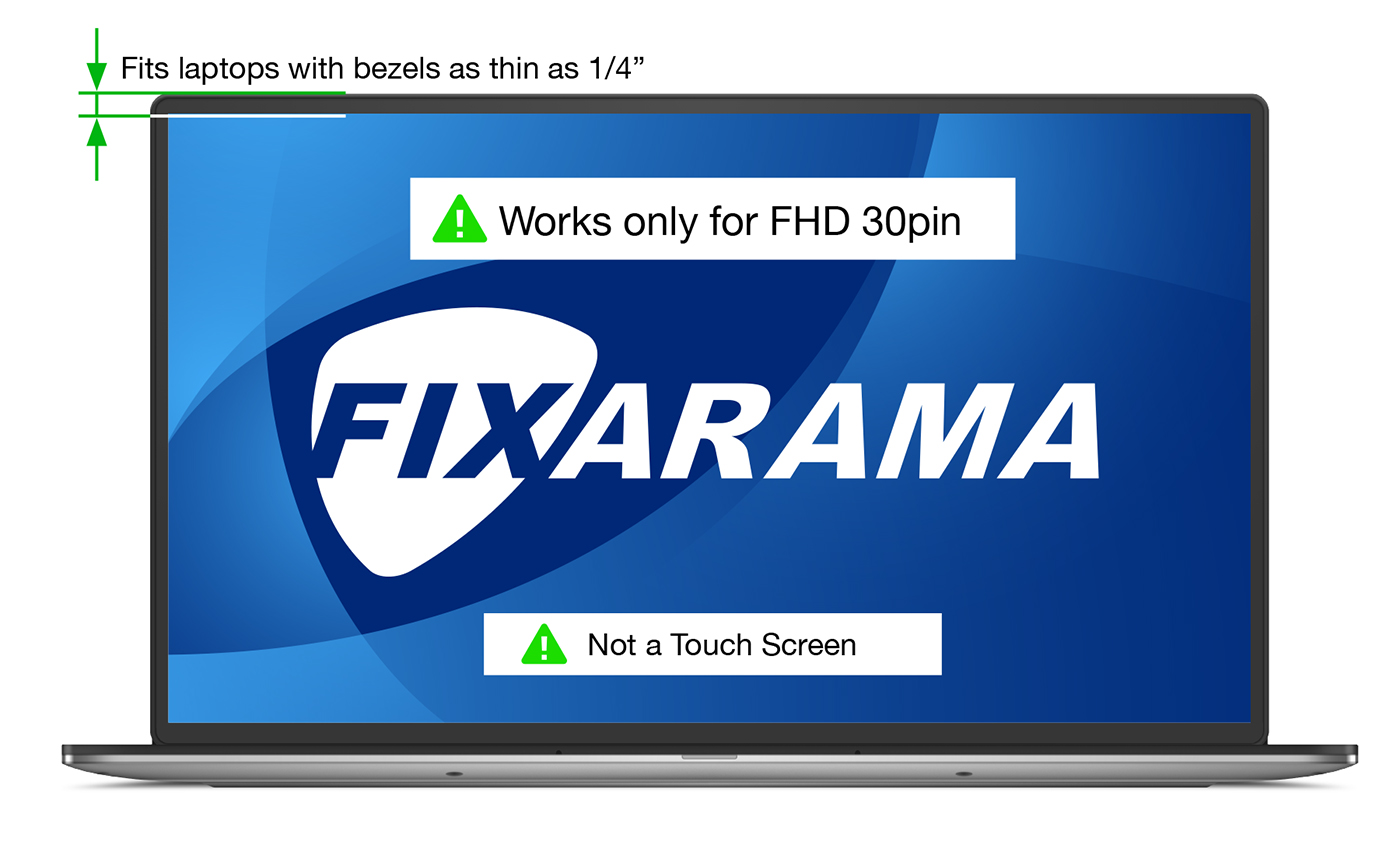 Fits laptops with bezels as thin as 1/4”
Works only for FHD 30pin
FIXARAMA
Not a Touch Screen